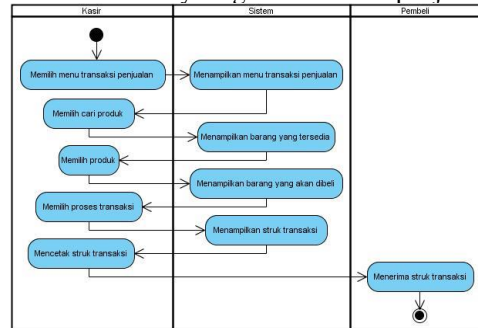 Kasir
Sistem
Pembeli
Memilih menu transaksi penjualan
Menampilkan menu transaksi penjualan
Memilih cari produk
Menampilkan barang yang tersedia
Memilih produk
Menampilkan barang yang akan dibeli
Memilih proses transaksi
Menampilkan struk transaksi
Mencetak struk transaksi
Menerima struk transaksi